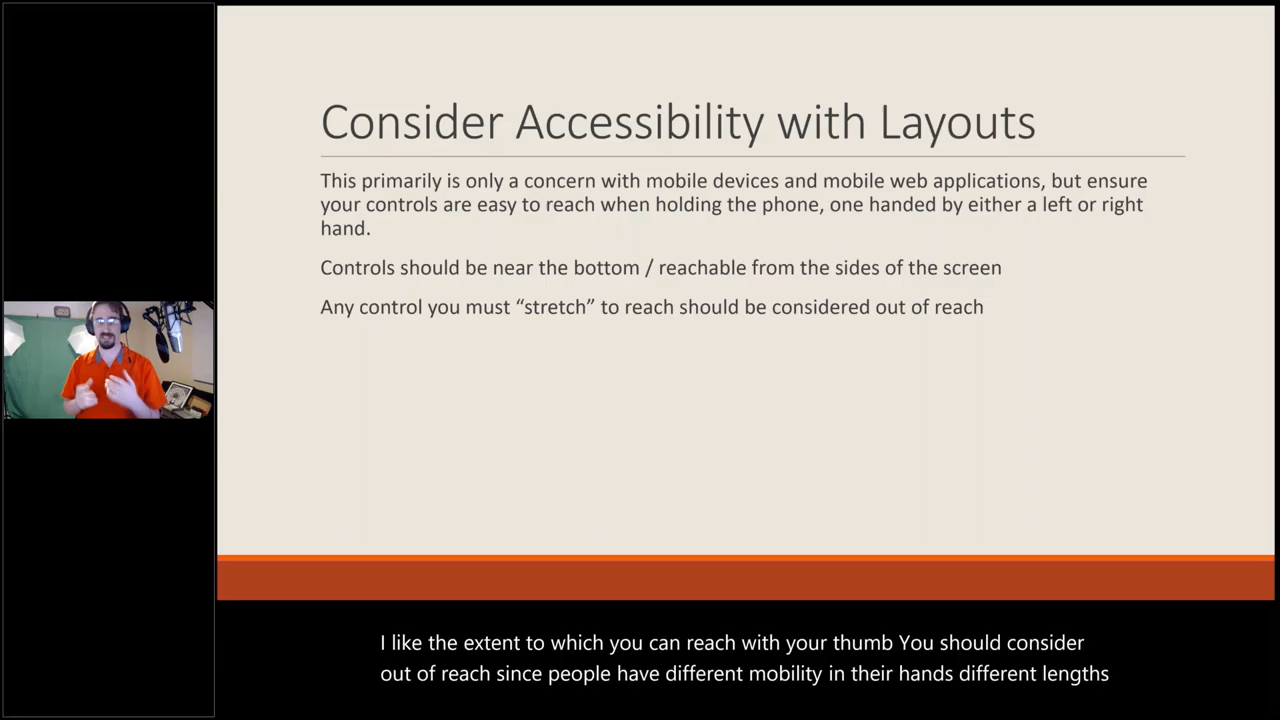 Consider Accessibility with Layouts
This primarily is only a concern with mobile devices and mobile web applications, but ensure
your controls are easy to reach when holding the phone, one handed by either a left or right
hand.
Controls should be near the bottom / reachable from the sides of the screen
Any control you must “stretch” to reach should be considered out of reach
I like the extent to which you can reach with your thumb You should consider
out of reach since people have different mobility in their hands different lengths